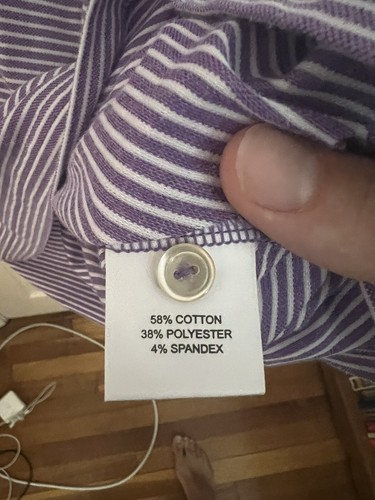 58% COTTON
38% POLYESTER
4% SPANDEX